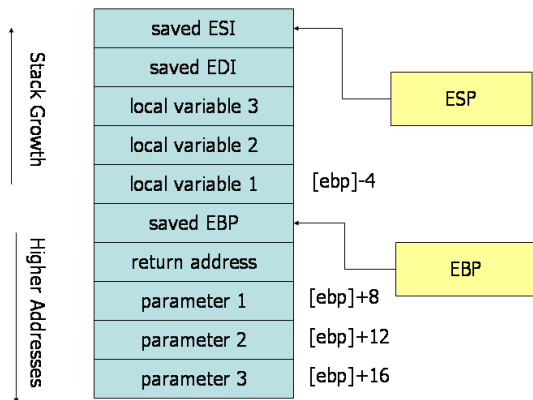 saved ESI
saved EDI
local variable 3
local variable 2
local variable 1
saved EBP
return address
parameter 1
parameter 2
parameter 3
Stack Growth
Higher Addresses
[ebp]-4
[ebp]+8
[ebp]+12
[ebp]+16
ESP
EBP